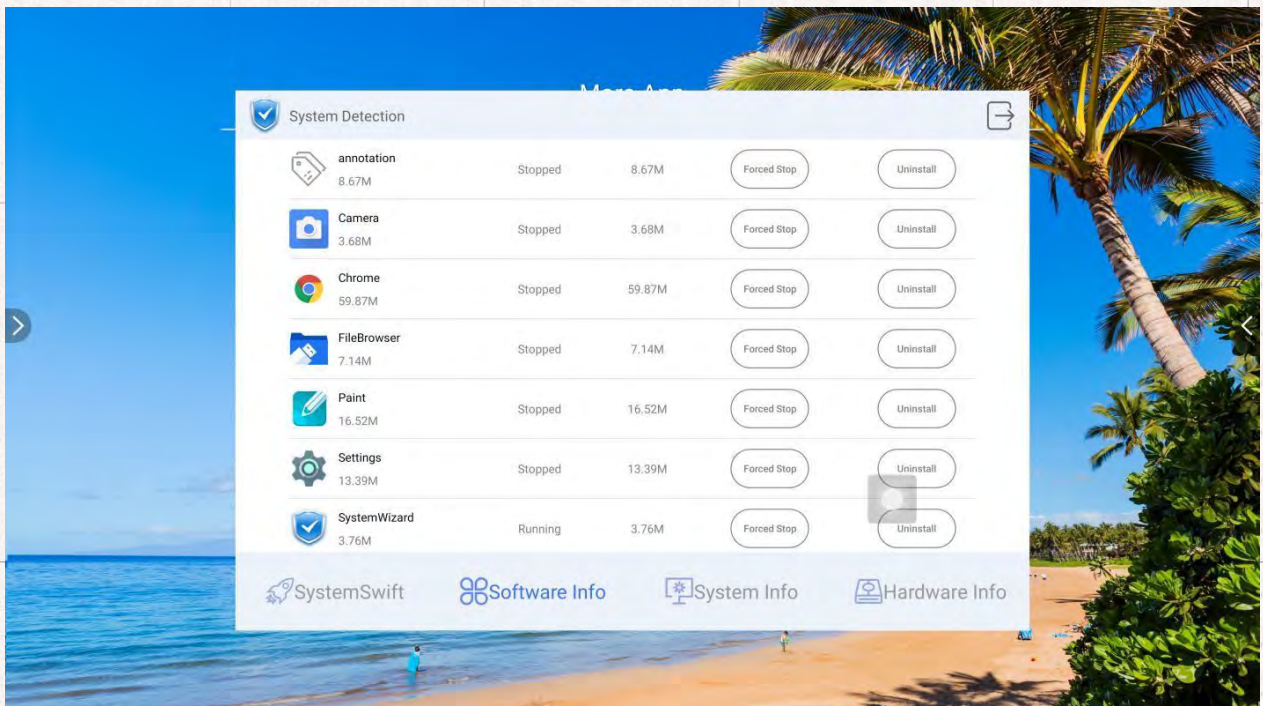 More App
System Detection
annotation
8.67M
Stopped
8.67M
Forced Stop
Uninstall
Camera
3.68M
Stopped
3.68M
Forced Stop
Uninstall
Chrome
59.87M
Stopped
59.87M
Forced Stop
Uninstall
FileBrowser
7.14M
Stopped
7.14M
Forced Stop
Uninstall
Paint
16.52M
Stopped
16.52M
Forced Stop
Uninstall
Settings
13.39M
Stopped
13.39M
Forced Stop
Uninstall
SystemWizard
3.76M
Running
3.76M
Forced Stop
Uninstall
SystemSwift
Software Info
System Info
Hardware Info